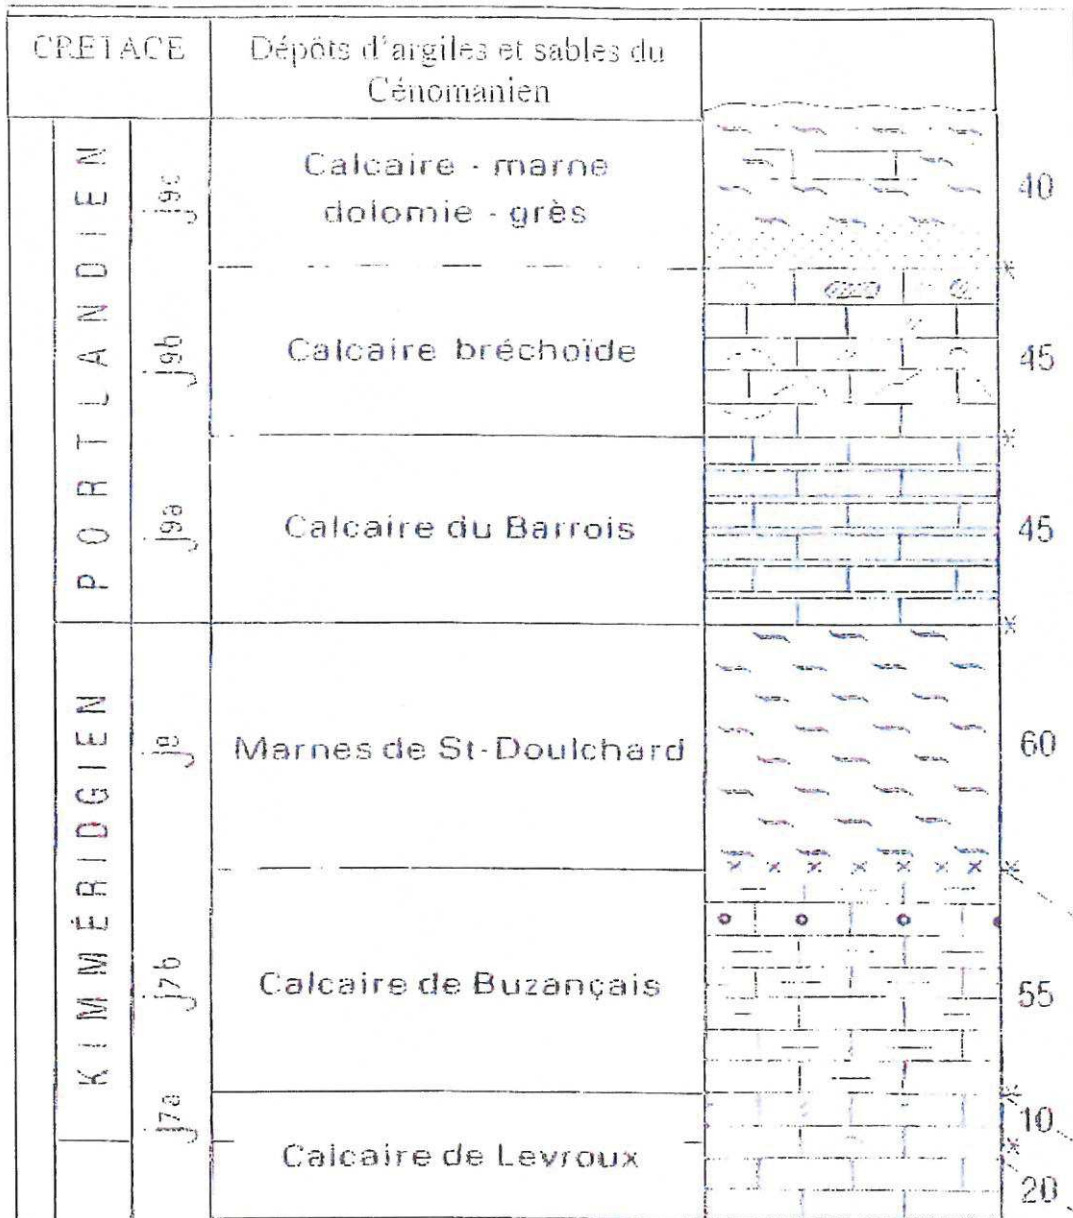 CRETACE
Dépôts d'argiles et sables du
Cénomanien
PORTLANDIEN
j9c
Calcaire - marne
dolomie - grès
40
j9b
Calcaire bréchoïde
45
j9a
Calcaire du Barrois
45
KIMMÉRIDGIEN
j8
Marnes de St-Doulchard
60
j7b
Calcaire de Buzançais
55
j7a
10
Calcaire de Levroux
20